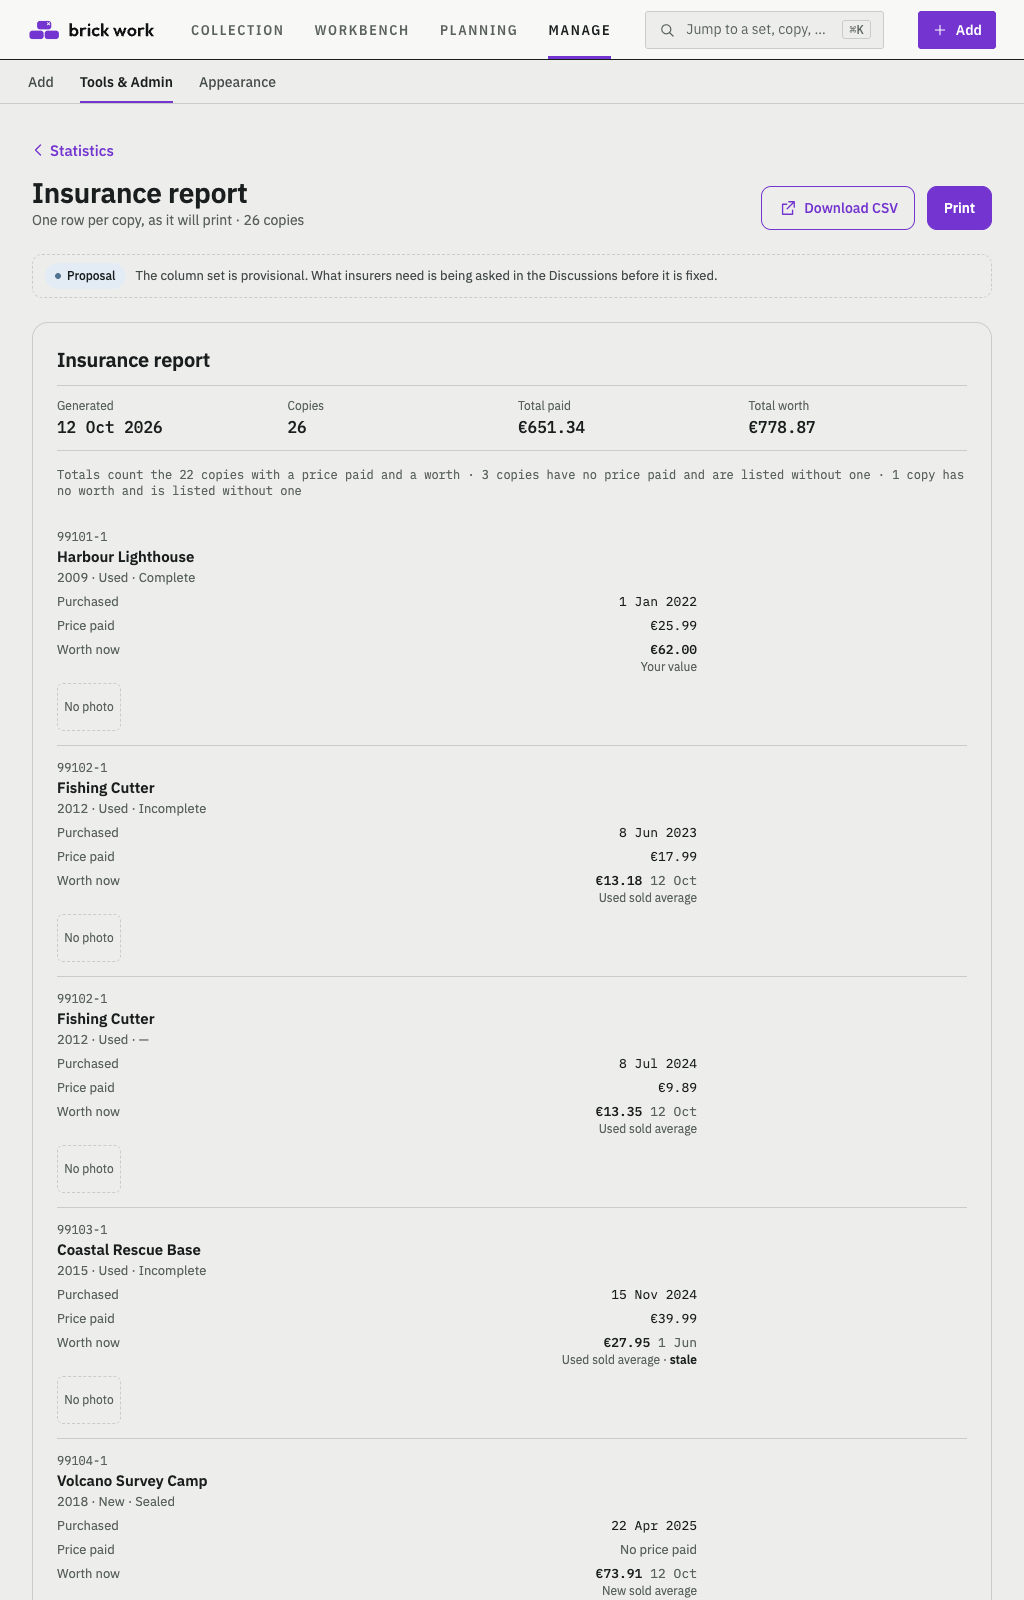 brick work
COLLECTION
WORKBENCH
PLANNING
MANAGE
Jump to a set, copy, ...
⌘K
Add
Add
Tools & Admin
Appearance
Statistics
Insurance report
One row per copy, as it will print · 26 copies
Download CSV
Print
Proposal
The column set is provisional. What insurers need is being asked in the Discussions before it is fixed.
Insurance report
Generated
12 Oct 2026
Copies
26
Total paid
€651.34
Total worth
€778.87
Totals count the 22 copies with a price paid and a worth · 3 copies have no price paid and are listed without one · 1 copy has
no worth and is listed without one
99101-1
Harbour Lighthouse
2009 · Used · Complete
Purchased 1 Jan 2022
Price paid €25.99
Worth now €62.00
Your value
No photo
99102-1
Fishing Cutter
2012 · Used · Incomplete
Purchased 8 Jun 2023
Price paid €17.99
Worth now €13.18 12 Oct
Used sold average
No photo
99102-1
Fishing Cutter
2012 · Used · —
Purchased 8 Jul 2024
Price paid €9.89
Worth now €13.35 12 Oct
Used sold average
No photo
99103-1
Coastal Rescue Base
2015 · Used · Incomplete
Purchased 15 Nov 2024
Price paid €39.99
Worth now €27.95 1 Jun
Used sold average · stale
No photo
99104-1
Volcano Survey Camp
2018 · New · Sealed
Purchased 22 Apr 2025
Price paid No price paid
Worth now €73.91 12 Oct
New sold average